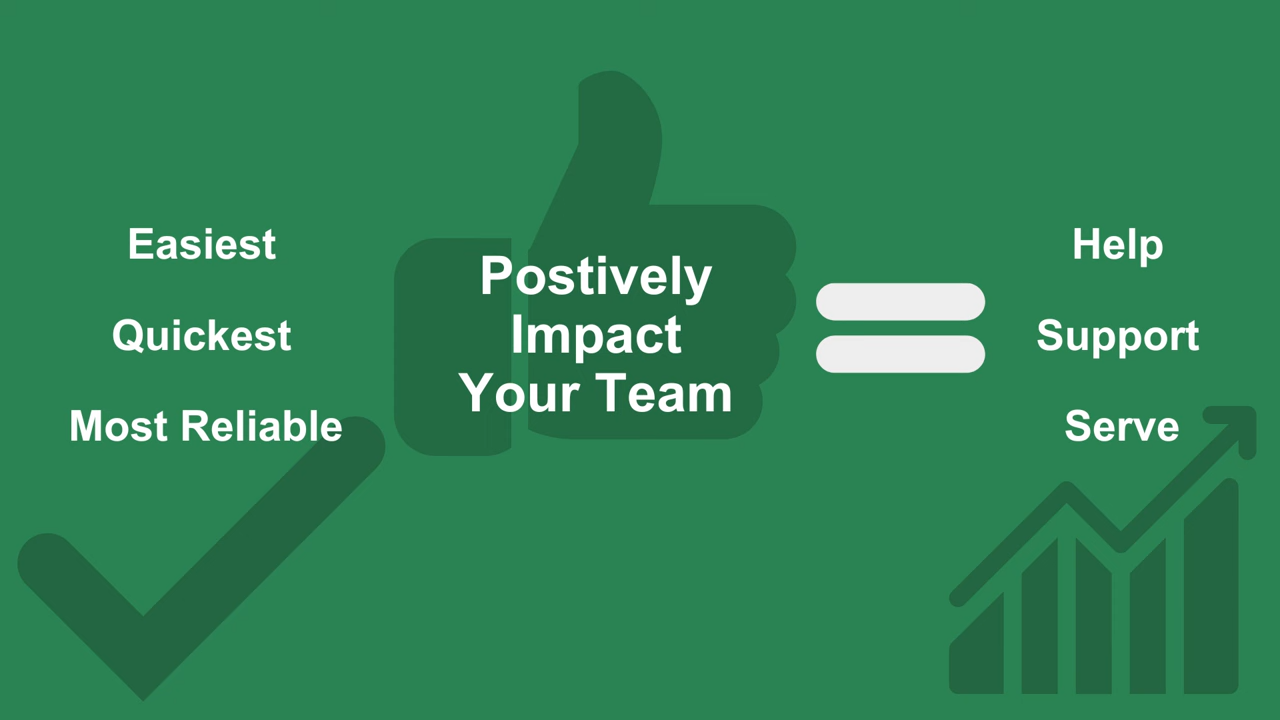 Easiest
Quickest
Most Reliable
Postively
Impact
Your Team
Help
Support
Serve